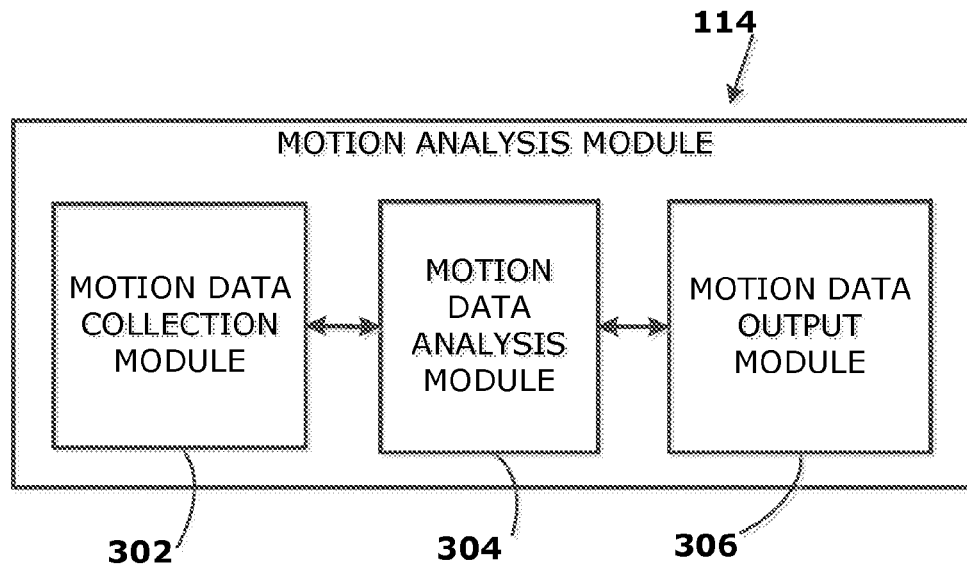 114
MOTION ANALYSIS MODULE
MOTION DATA
COLLECTION
MODULE
MOTION
DATA
ANALYSIS
MODULE
MOTION DATA
OUTPUT
MODULE
302
304
306